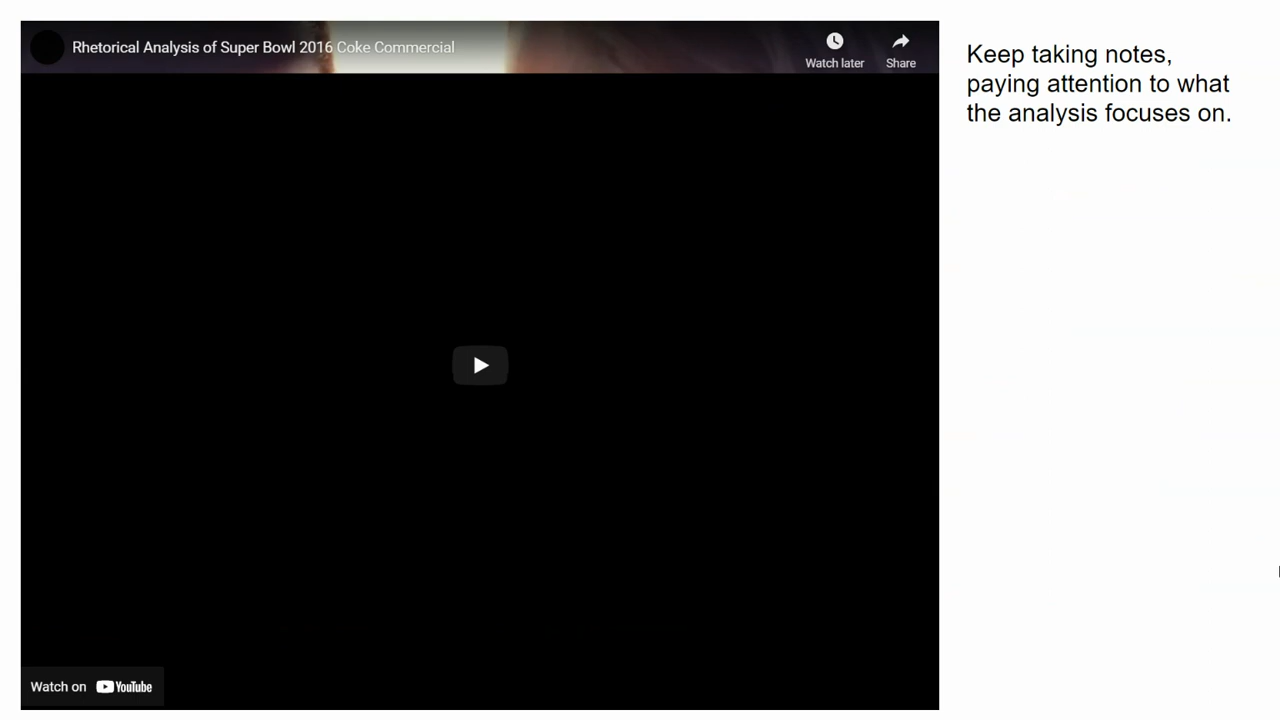 Rhetorical Analysis of Super Bowl 2016 Coke Commercial
Watch later
Share
Keep taking notes,
paying attention to what
the analysis focuses on.
Watch on YouTube